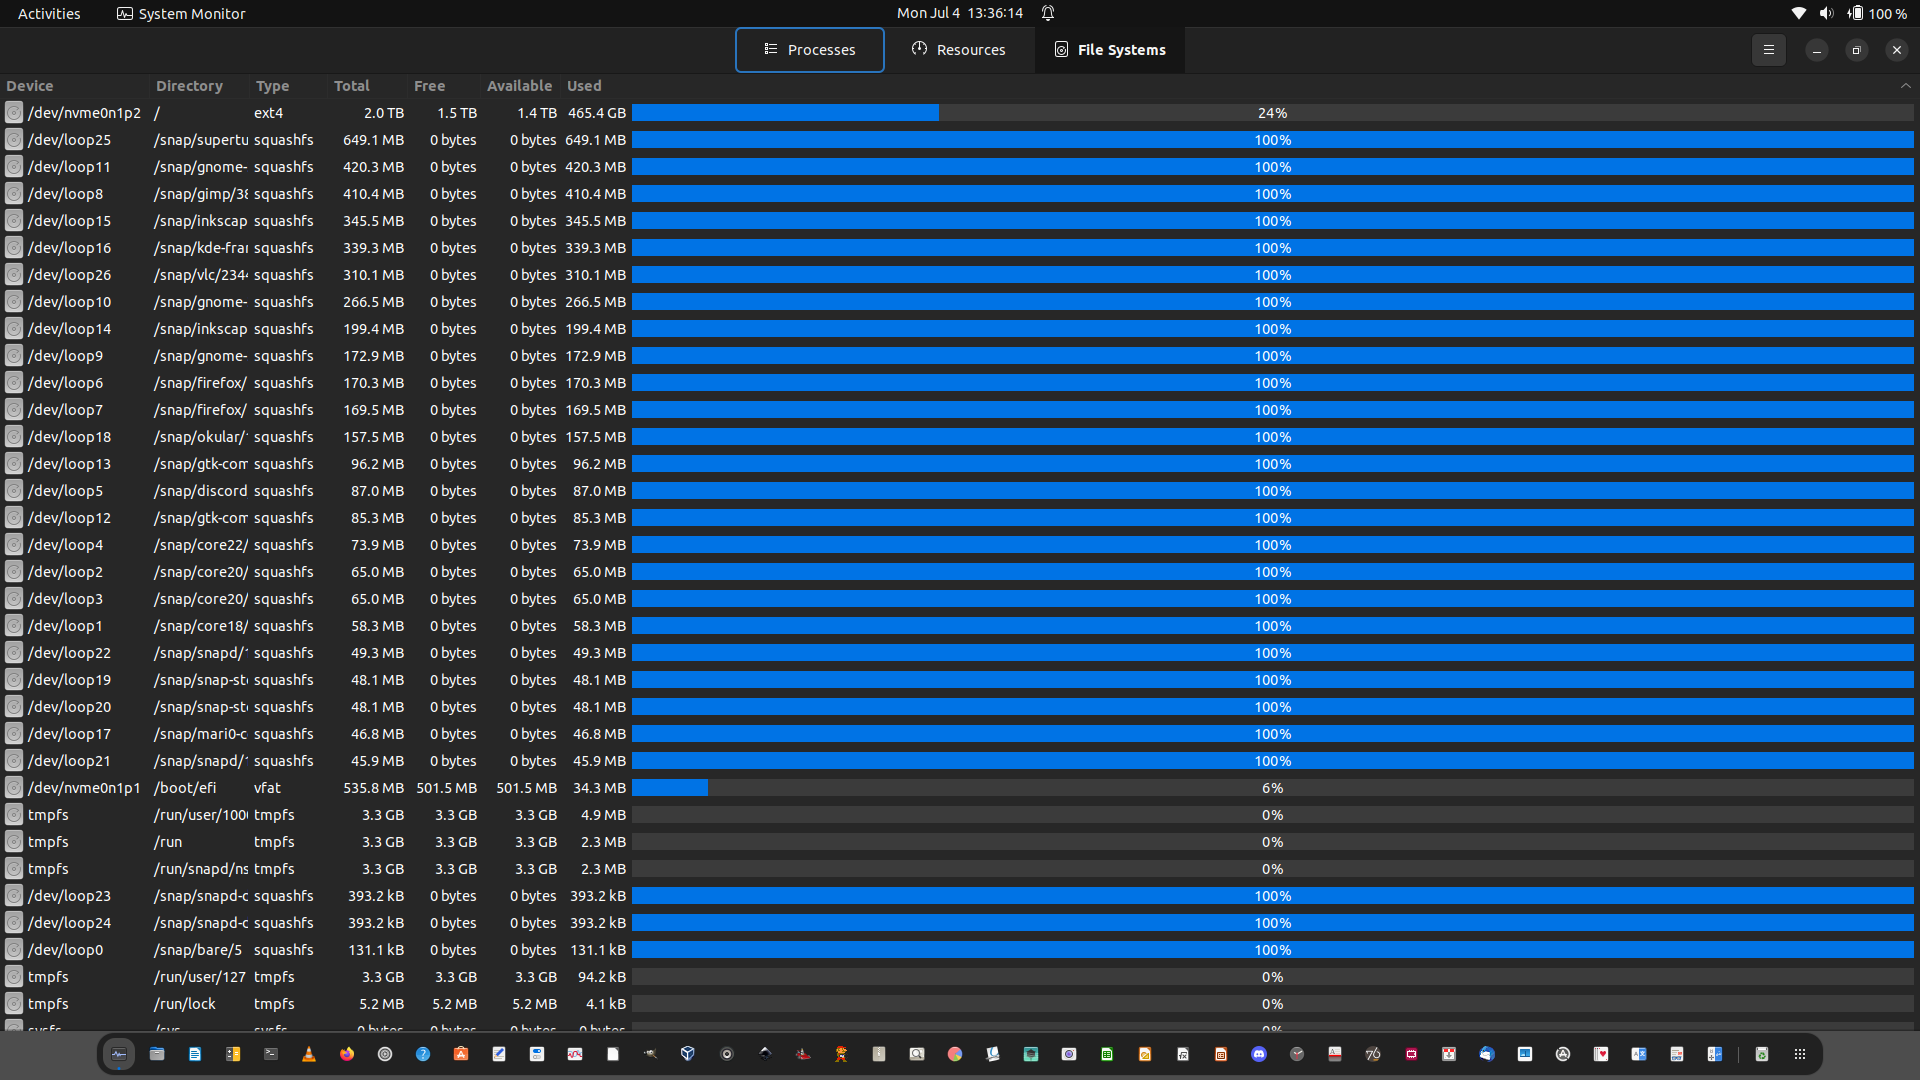 Activities System Monitor Mon Jul 4 13:36:14 100 %
Processes Resources File Systems
Device Directory Type Total Free Available Used
/dev/nvme0n1p2 / ext4 2.0 TB 1.5 TB 1.4 TB 465.4 GB 24%
/dev/loop25 /snap/supertu squashfs 649.1 MB 0 bytes 0 bytes 649.1 MB 100%
/dev/loop11 /snap/gnome- squashfs 420.3 MB 0 bytes 0 bytes 420.3 MB 100%
/dev/loop8 /snap/gimp/38 squashfs 410.4 MB 0 bytes 0 bytes 410.4 MB 100%
/dev/loop15 /snap/inkscap squashfs 345.5 MB 0 bytes 0 bytes 345.5 MB 100%
/dev/loop16 /snap/kde-fra squashfs 339.3 MB 0 bytes 0 bytes 339.3 MB 100%
/dev/loop26 /snap/vlc/2344 squashfs 310.1 MB 0 bytes 0 bytes 310.1 MB 100%
/dev/loop10 /snap/gnome- squashfs 266.5 MB 0 bytes 0 bytes 266.5 MB 100%
/dev/loop14 /snap/inkscap squashfs 199.4 MB 0 bytes 0 bytes 199.4 MB 100%
/dev/loop9 /snap/gnome- squashfs 172.9 MB 0 bytes 0 bytes 172.9 MB 100%
/dev/loop6 /snap/firefox/ squashfs 170.3 MB 0 bytes 0 bytes 170.3 MB 100%
/dev/loop7 /snap/firefox/ squashfs 169.5 MB 0 bytes 0 bytes 169.5 MB 100%
/dev/loop18 /snap/okular/ squashfs 157.5 MB 0 bytes 0 bytes 157.5 MB 100%
/dev/loop13 /snap/gtk-com squashfs 96.2 MB 0 bytes 0 bytes 96.2 MB 100%
/dev/loop5 /snap/discord squashfs 87.0 MB 0 bytes 0 bytes 87.0 MB 100%
/dev/loop12 /snap/gtk-com squashfs 85.3 MB 0 bytes 0 bytes 85.3 MB 100%
/dev/loop4 /snap/core22/ squashfs 73.9 MB 0 bytes 0 bytes 73.9 MB 100%
/dev/loop2 /snap/core20/ squashfs 65.0 MB 0 bytes 0 bytes 65.0 MB 100%
/dev/loop3 /snap/core20/ squashfs 65.0 MB 0 bytes 0 bytes 65.0 MB 100%
/dev/loop1 /snap/core18/ squashfs 58.3 MB 0 bytes 0 bytes 58.3 MB 100%
/dev/loop22 /snap/snapd/ squashfs 49.3 MB 0 bytes 0 bytes 49.3 MB 100%
/dev/loop19 /snap/snap-sto squashfs 48.1 MB 0 bytes 0 bytes 48.1 MB 100%
/dev/loop20 /snap/snap-sto squashfs 48.1 MB 0 bytes 0 bytes 48.1 MB 100%
/dev/loop17 /snap/mari0-c squashfs 46.8 MB 0 bytes 0 bytes 46.8 MB 100%
/dev/loop21 /snap/snapd/ squashfs 45.9 MB 0 bytes 0 bytes 45.9 MB 100%
/dev/nvme0n1p1 /boot/efi vfat 535.8 MB 501.5 MB 501.5 MB 34.3 MB 6%
tmpfs /run/user/1000 tmpfs 3.3 GB 3.3 GB 3.3 GB 4.9 MB 0%
tmpfs /run tmpfs 3.3 GB 3.3 GB 3.3 GB 2.3 MB 0%
tmpfs /run/snapd/ns tmpfs 3.3 GB 3.3 GB 3.3 GB 2.3 MB 0%
/dev/loop23 /snap/snapd-c squashfs 393.2 kB 0 bytes 0 bytes 393.2 kB 100%
/dev/loop24 /snap/snapd-c squashfs 393.2 kB 0 bytes 0 bytes 393.2 kB 100%
/dev/loop0 /snap/bare/5 squashfs 131.1 kB 0 bytes 0 bytes 131.1 kB 100%
tmpfs /run/user/127 tmpfs 3.3 GB 3.3 GB 3.3 GB 94.2 kB 0%
tmpfs /run/lock tmpfs 5.2 MB 5.2 MB 5.2 MB 4.1 kB 0%
sysfs /sys sysfs 0 bytes 0 bytes 0 bytes 0 bytes 0%
76